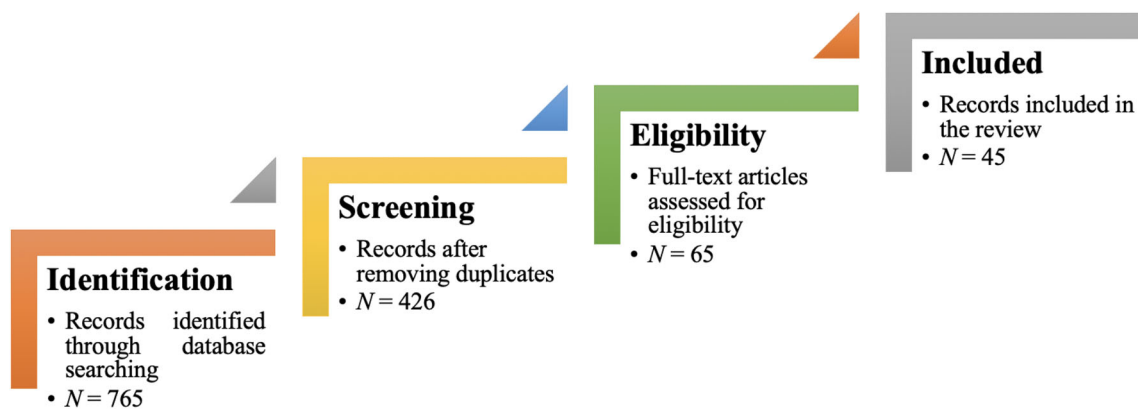 Identification
• Records identified
through database
searching
• N = 765
Screening
• Records after
removing duplicates
• N = 426
Eligibility
• Full-text articles
assessed for
eligibility
• N = 65
Included
• Records included in
the review
• N = 45